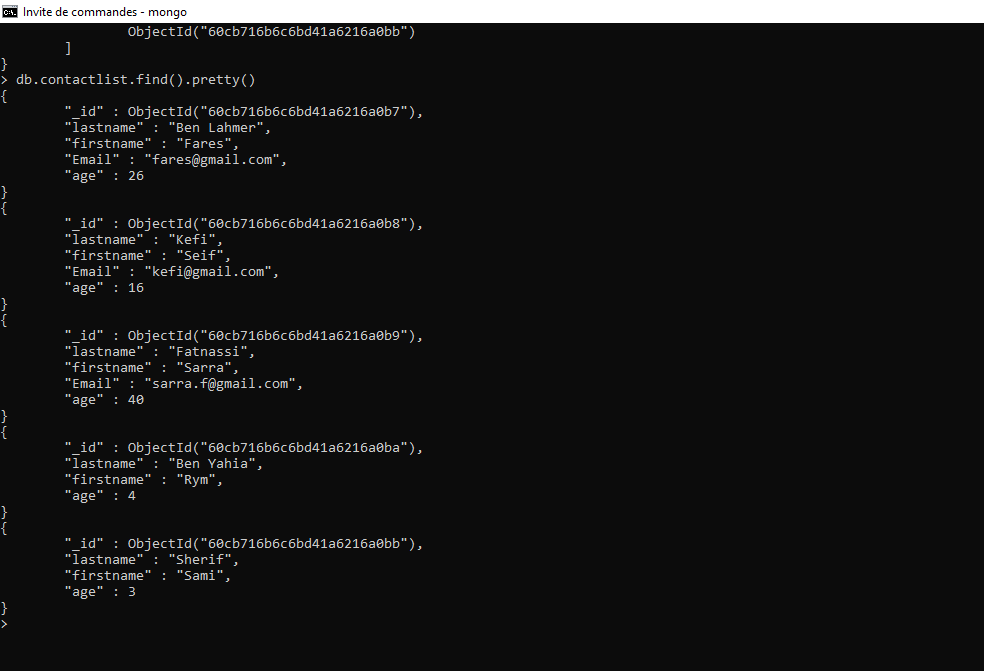 Invite de commandes - mongo
ObjectId("60cb716b6c6bd41a6216a0bb")
]
}
> db.contactlist.find().pretty()
{
"_id" : ObjectId("60cb716b6c6bd41a6216a0b7"),
"lastname" : "Ben Lahmer",
"firstname" : "Fares",
"Email" : "fares@gmail.com",
"age" : 26
}
{
"_id" : ObjectId("60cb716b6c6bd41a6216a0b8"),
"lastname" : "Kefi",
"firstname" : "Seif",
"Email" : "kefi@gmail.com",
"age" : 16
}
{
"_id" : ObjectId("60cb716b6c6bd41a6216a0b9"),
"lastname" : "Fatnassi",
"firstname" : "Sarra",
"Email" : "sarra.f@gmail.com",
"age" : 40
}
{
"_id" : ObjectId("60cb716b6c6bd41a6216a0ba"),
"lastname" : "Ben Yahia",
"firstname" : "Rym",
"age" : 4
}
{
"_id" : ObjectId("60cb716b6c6bd41a6216a0bb"),
"lastname" : "Sherif",
"firstname" : "Sami",
"age" : 3
}
>